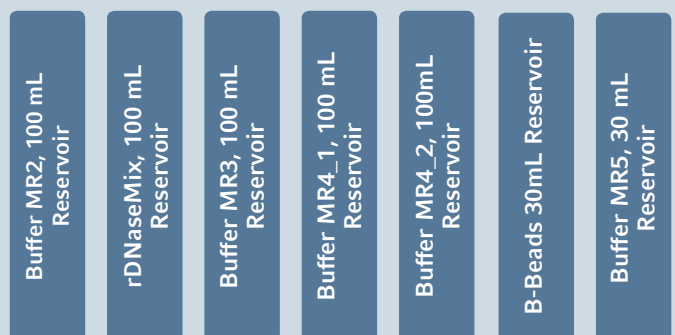 Buffer MR2, 100 mL
Reservoir
rDNaseMix, 100 mL
Reservoir
Buffer MR3, 100 mL
Reservoir
Buffer MR4_1, 100 mL
Reservoir
Buffer MR4_2, 100mL
Reservoir
B-Beads 30mL Reservoir
Buffer MR5, 30 mL
Reservoir